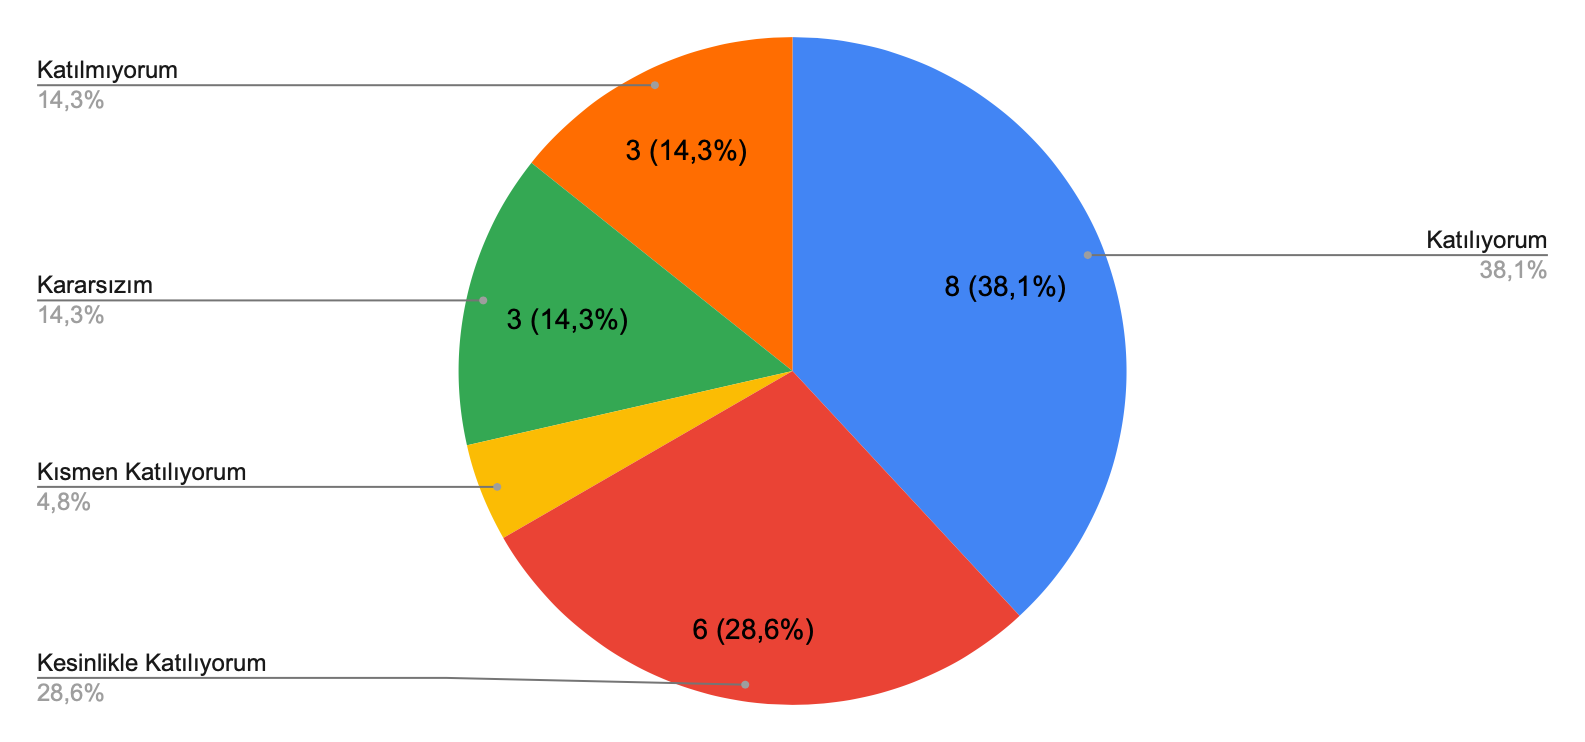 Katılmıyorum
14,3%
3 (14,3%)
Katılıyorum
38,1%
8 (38,1%)
Kararsızım
14,3%
3 (14,3%)
Kısmen Katılıyorum
4,8%
6 (28,6%)
Kesinlikle Katılıyorum
28,6%